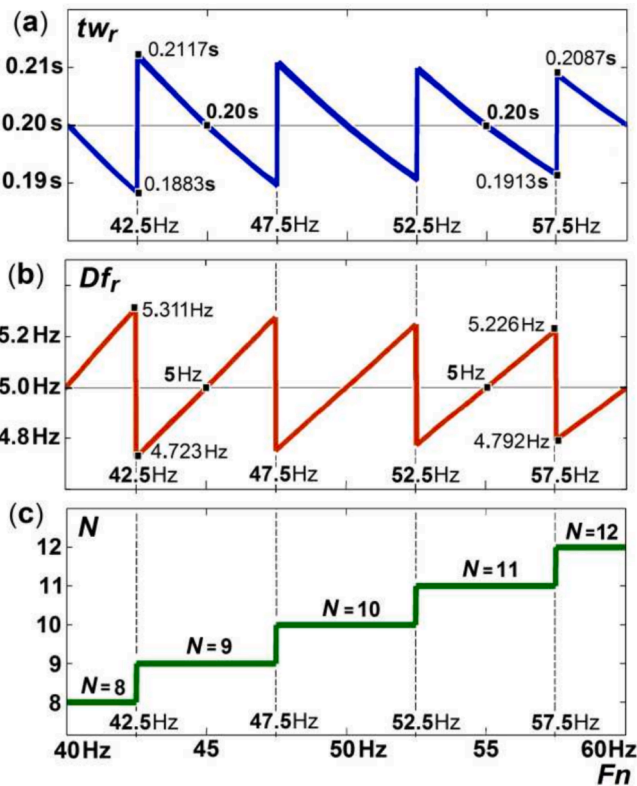 (a) tw_r
0.21s
0.20s
0.19s
0.2117s
0.20s
0.1883s
0.20s
0.2087s
0.1913s
42.5Hz 47.5Hz 52.5Hz 57.5Hz
(b) Df_r
5.2Hz
5.0Hz
4.8Hz
5.311Hz
5Hz
4.723Hz
5.226Hz
5Hz
4.792Hz
42.5Hz 47.5Hz 52.5Hz 57.5Hz
(c) N
12
11
10
9
8
N=12
N=11
N=10
N=9
N=8
42.5Hz 47.5Hz 52.5Hz 57.5Hz
40Hz 45 50Hz 55 60Hz
Fn